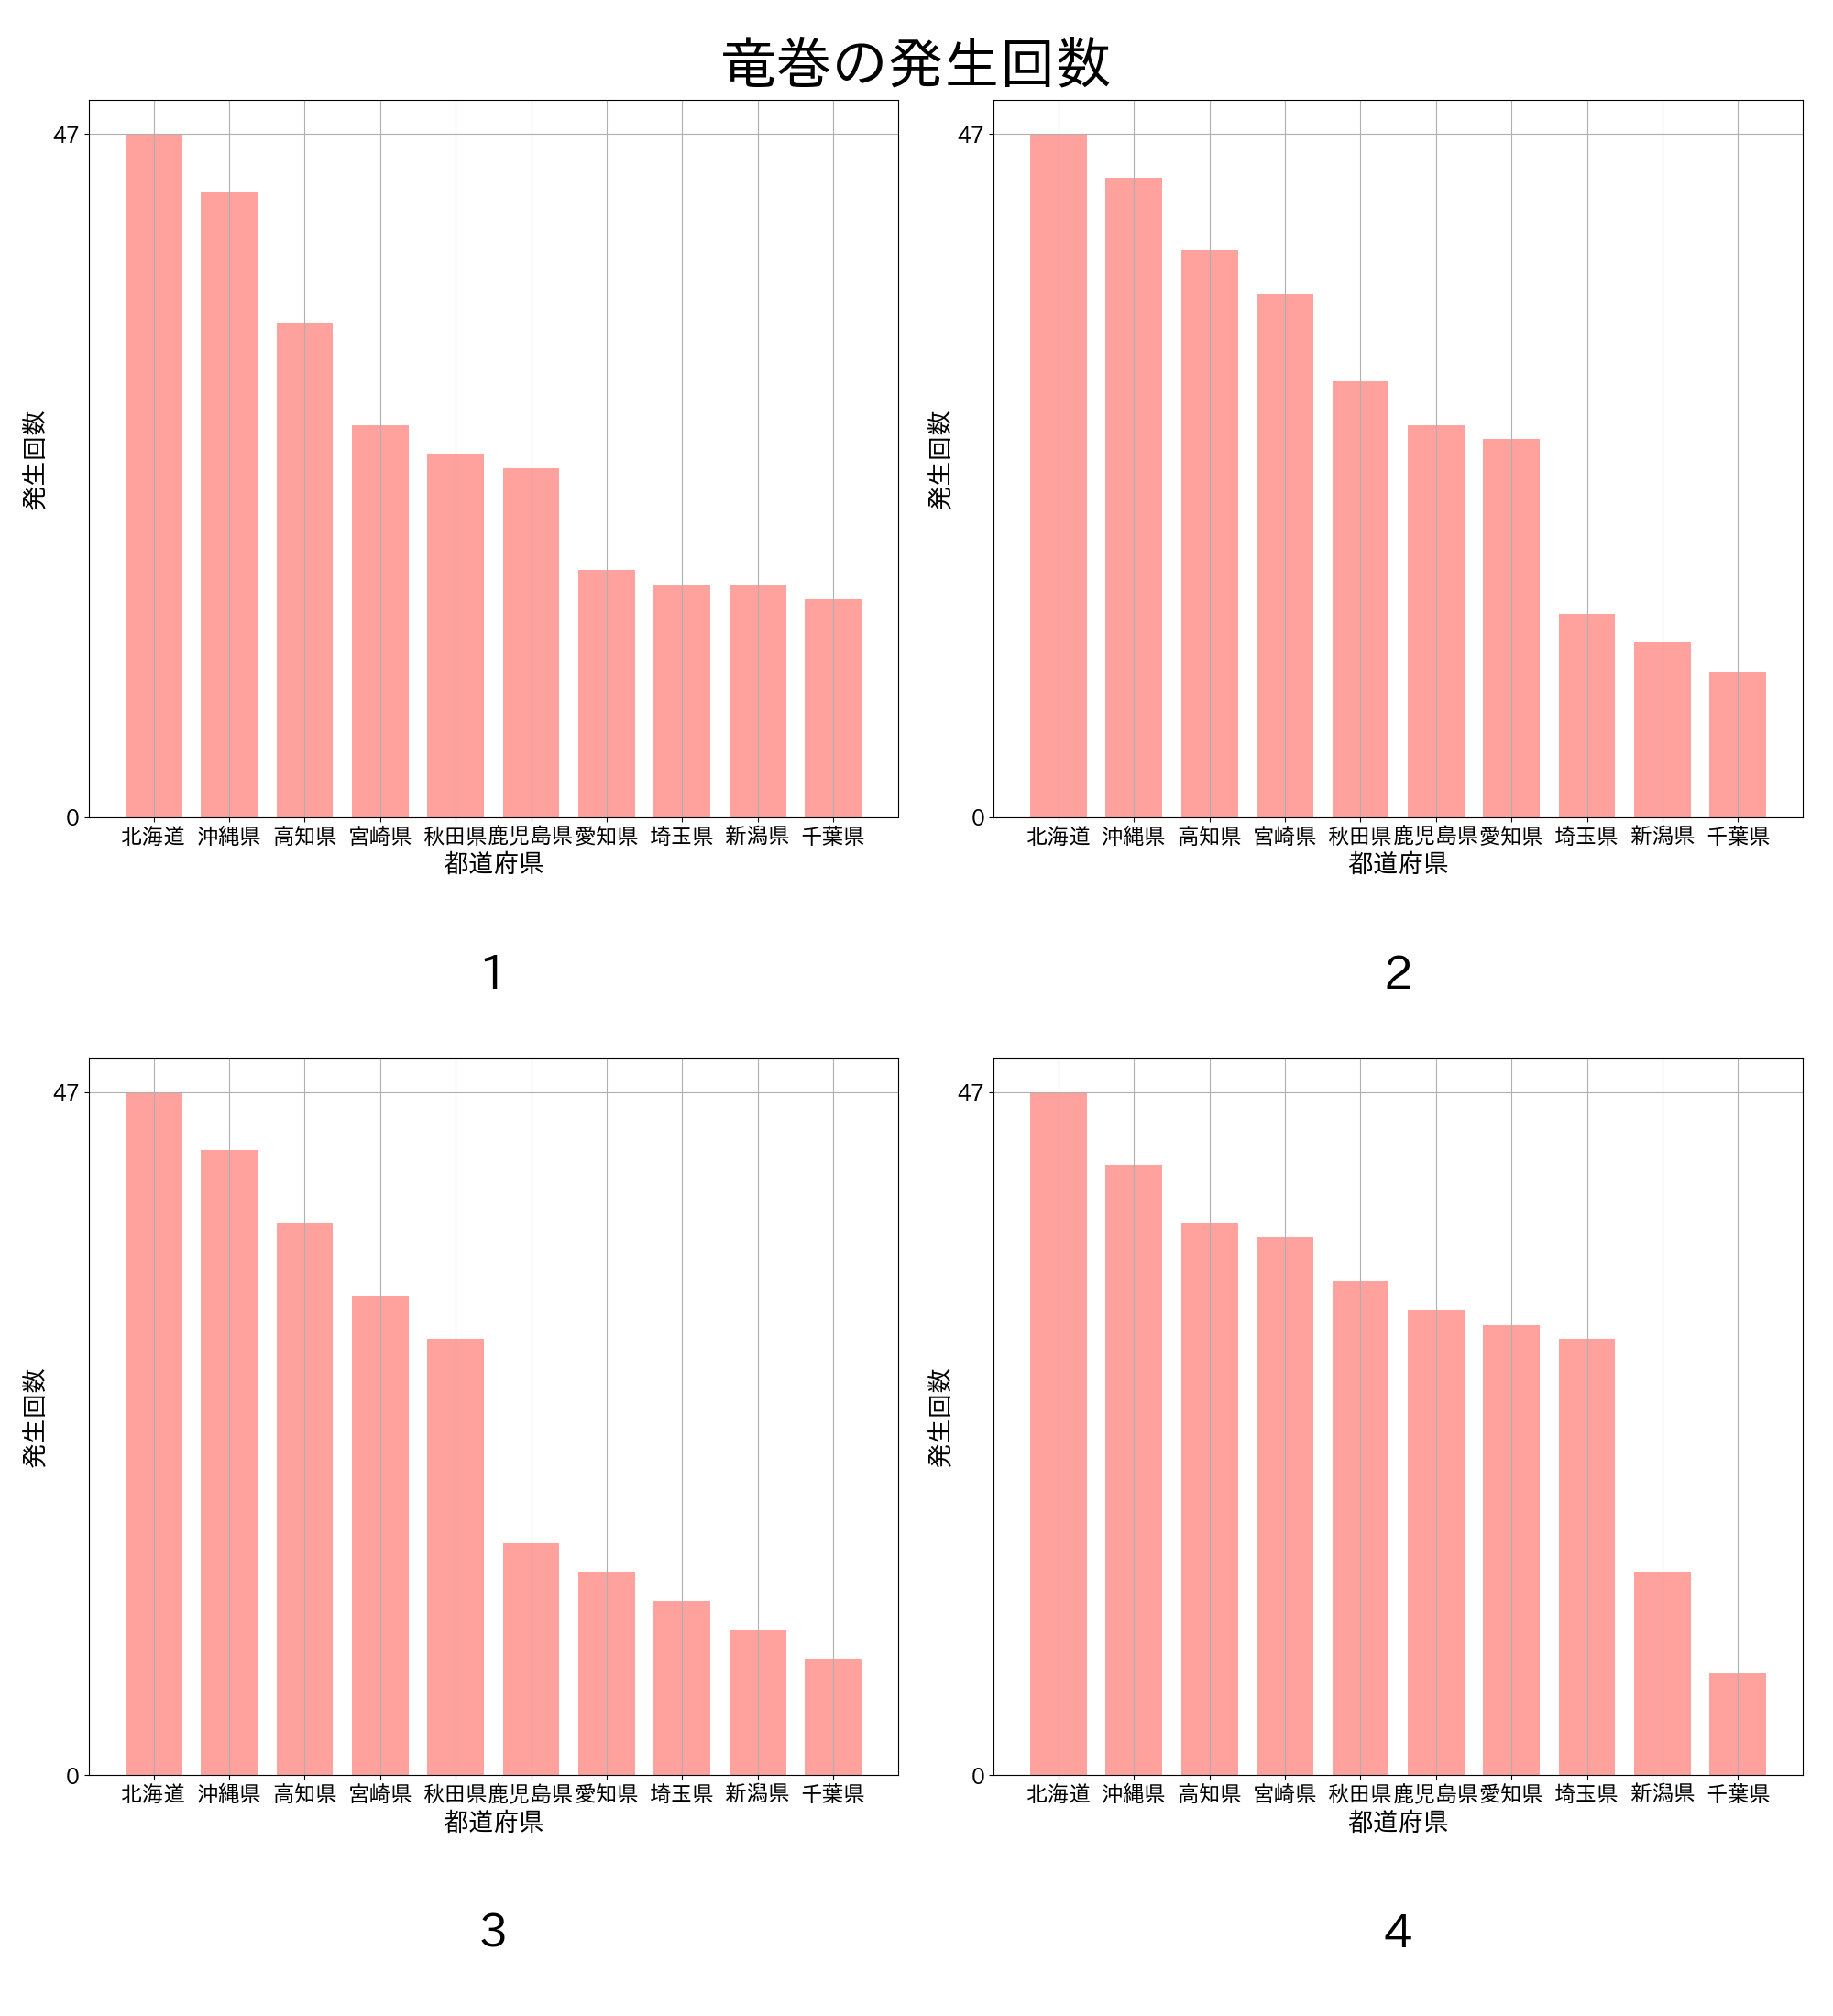 竜巻の発生回数
47
0
発生回数
北海道 沖縄県 高知県 宮崎県 秋田県 鹿児島県 愛知県 埼玉県 新潟県 千葉県
都道府県
1
47
0
発生回数
北海道 沖縄県 高知県 宮崎県 秋田県 鹿児島県 愛知県 埼玉県 新潟県 千葉県
都道府県
2
47
0
発生回数
北海道 沖縄県 高知県 宮崎県 秋田県 鹿児島県 愛知県 埼玉県 新潟県 千葉県
都道府県
3
47
0
発生回数
北海道 沖縄県 高知県 宮崎県 秋田県 鹿児島県 愛知県 埼玉県 新潟県 千葉県
都道府県
4